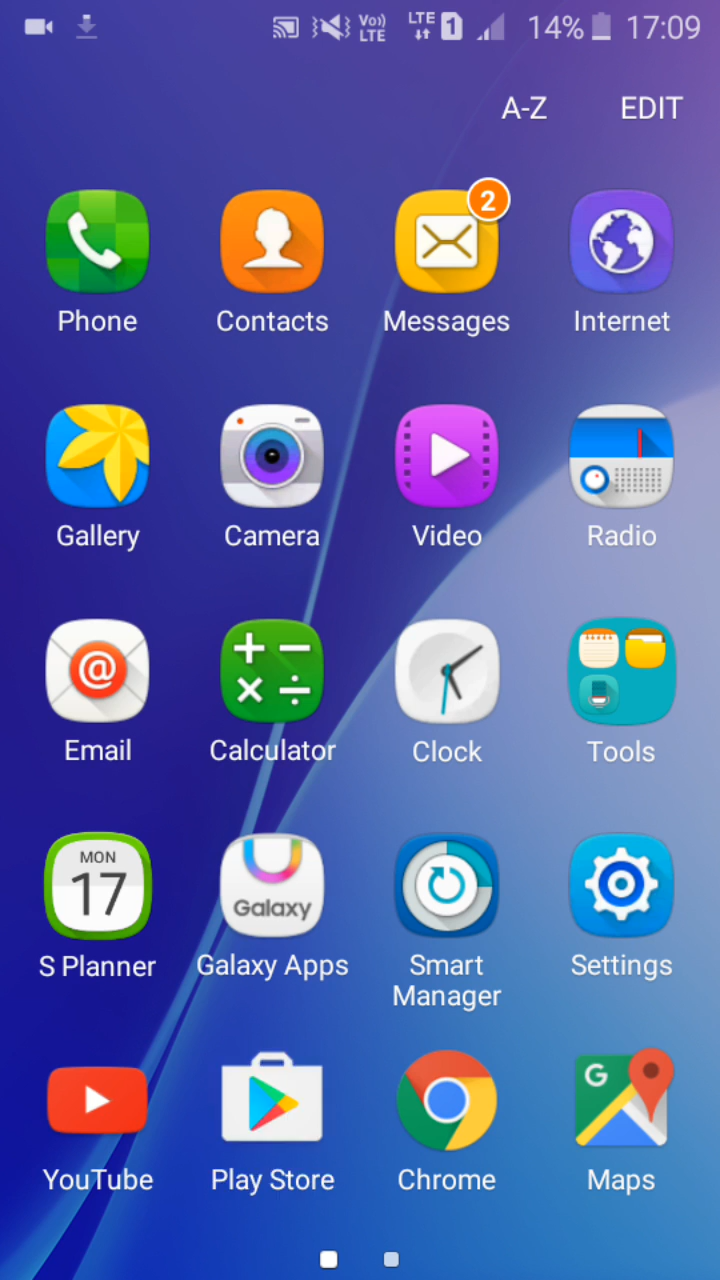 Vo)) LTE LTE 1 14% 17:09
A-Z EDIT
2
Phone Contacts Messages Internet
Gallery Camera Video Radio
@
Email Calculator Clock Tools
MON
17
Galaxy
S Planner Galaxy Apps Smart Manager Settings
G
YouTube Play Store Chrome Maps